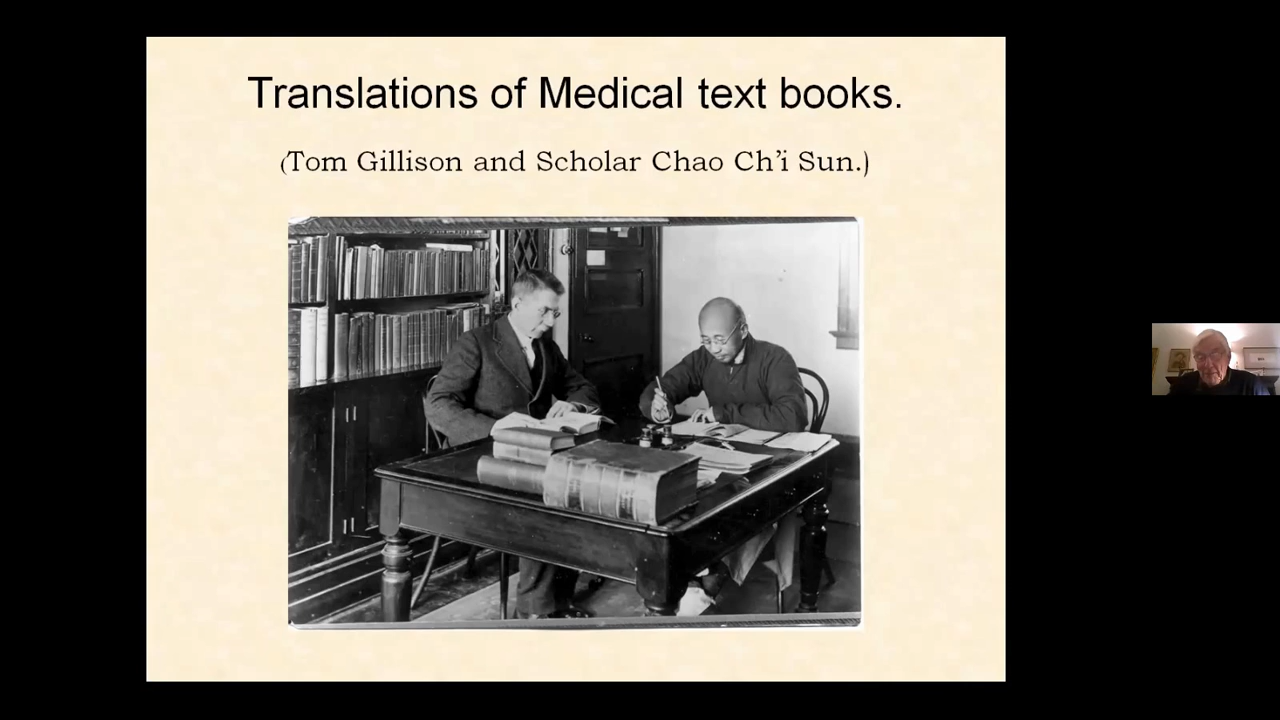 Translations of Medical text books.
(Tom Gillison and Scholar Chao Ch’i Sun.)